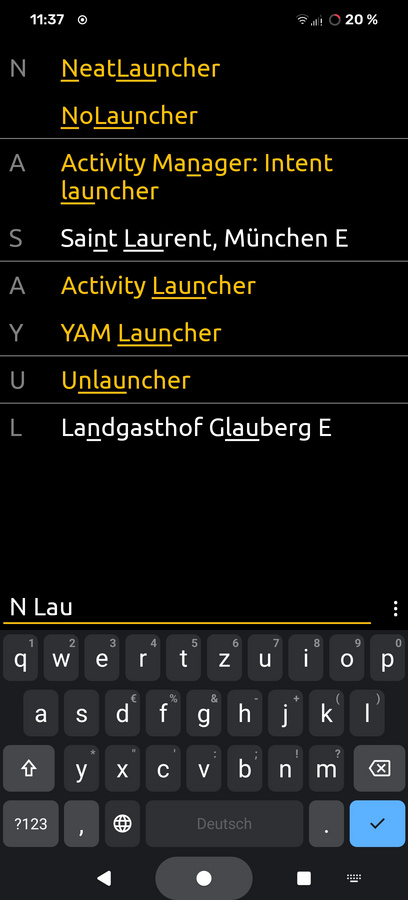 11:37 20 %
N NeatLauncher
NoLauncher
A Activity Manager: Intent
launcher
S Saint Laurent, München E
A Activity Launcher
Y YAM Launcher
U Unlauncher
L Landgasthof Glauberg E
N Lau
1 2 3 4 5 6 7 8 9 0
q w e r t z u i o p
€ % & - + ( )
a s d f g h j k l
* " ' : ; ! ?
y x c v b n m
?123 , Deutsch .